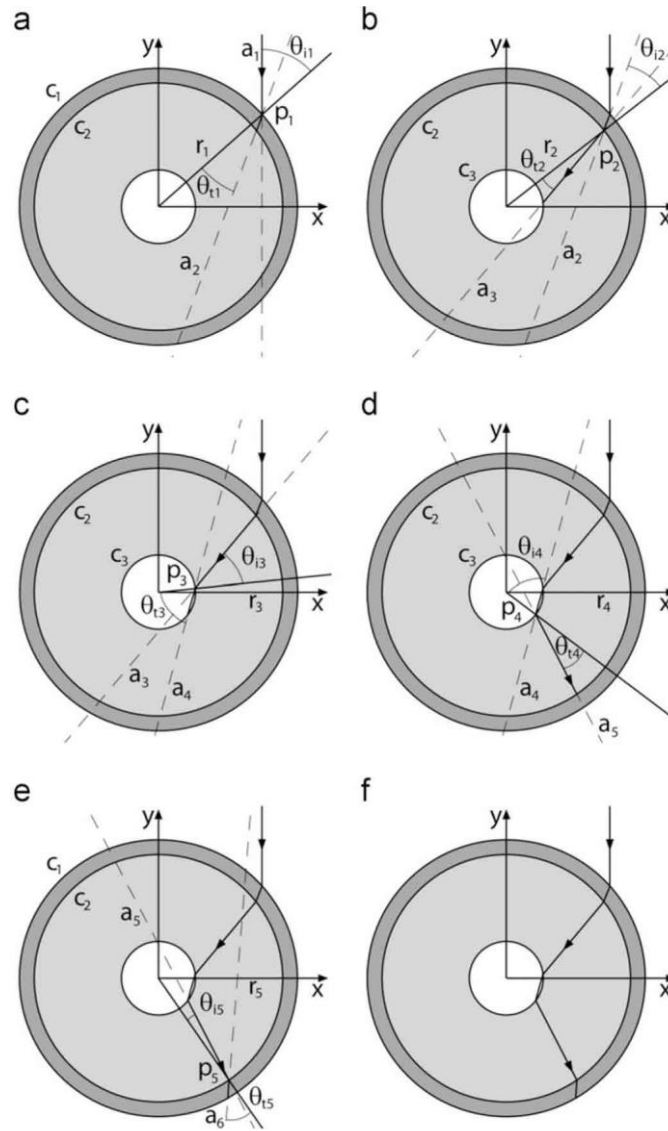 a
y
a₁
θᵢ₁
c₁
c₂
p₁
r₁
θₜ₁
x
a₂
b
y
θᵢ₂
c₂
r₂
p₂
θₜ₂
c₃
x
a₂
a₃
c
y
c₂
c₃
p₃
θᵢ₃
r₃
x
θₜ₃
a₃
a₄
d
y
c₂
c₃
θᵢ₄
p₄
r₄
x
θₜ₄
a₄
a₅
e
y
c₁
c₂
a₅
r₅
x
θᵢ₅
p₅
θₜ₅
a₆
f
y
x